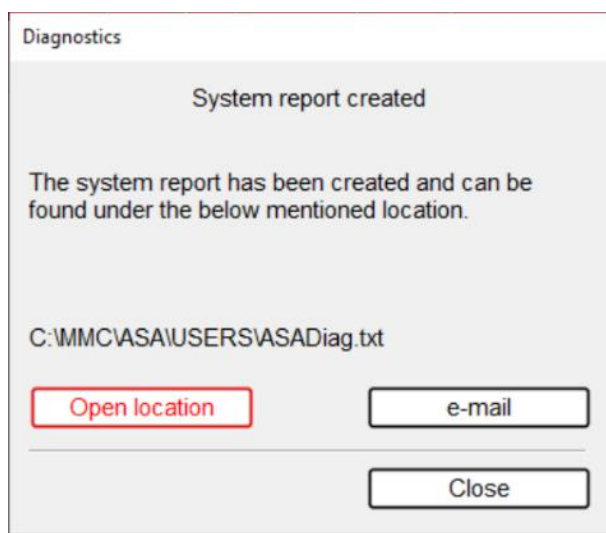 Diagnostics
System report created
The system report has been created and can be
found under the below mentioned location.
C:\MMC\ASA\USERS\ASADiag.txt
Open location
e-mail
Close